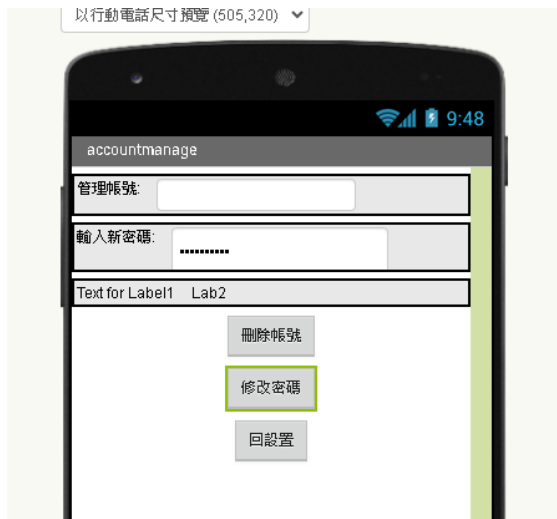 以行動電話尺寸預覽 (505,320)
9:48
accountmanage
管理帳號:
輸入新密碼:
••••••••••
Text for Label1 Lab2
刪除帳號
修改密碼
回設置